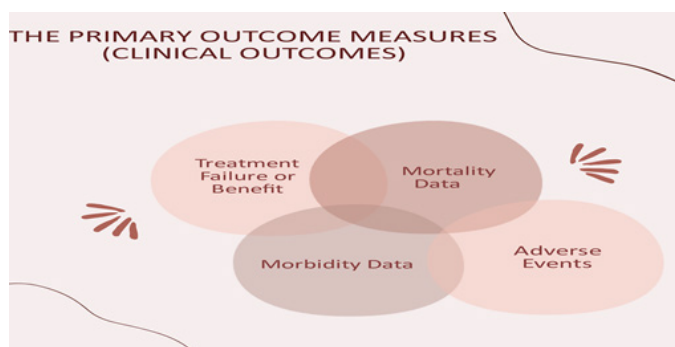 THE PRIMARY OUTCOME MEASURES
(CLINICAL OUTCOMES)
Treatment
Failure or
Benefit
Mortality
Data
Morbidity Data
Adverse
Events